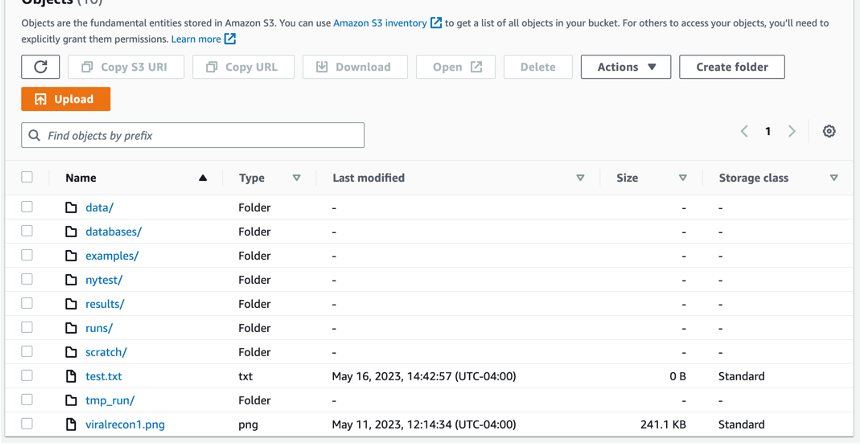 Objects (10)
Objects are the fundamental entities stored in Amazon S3. You can use Amazon S3 inventory to get a list of all objects in your bucket. For others to access your objects, you'll need to
explicitly grant them permissions. Learn more
Copy S3 URI Copy URL Download Open Delete Actions Create folder
Upload
Find objects by prefix
1
Name Type Last modified Size Storage class
data/ Folder - - -
databases/ Folder - - -
examples/ Folder - - -
nytest/ Folder - - -
results/ Folder - - -
runs/ Folder - - -
scratch/ Folder - - -
test.txt txt May 16, 2023, 14:42:57 (UTC-04:00) 0 B Standard
tmp_run/ Folder - - -
viralrecon1.png png May 11, 2023, 12:14:34 (UTC-04:00) 241.1 KB Standard